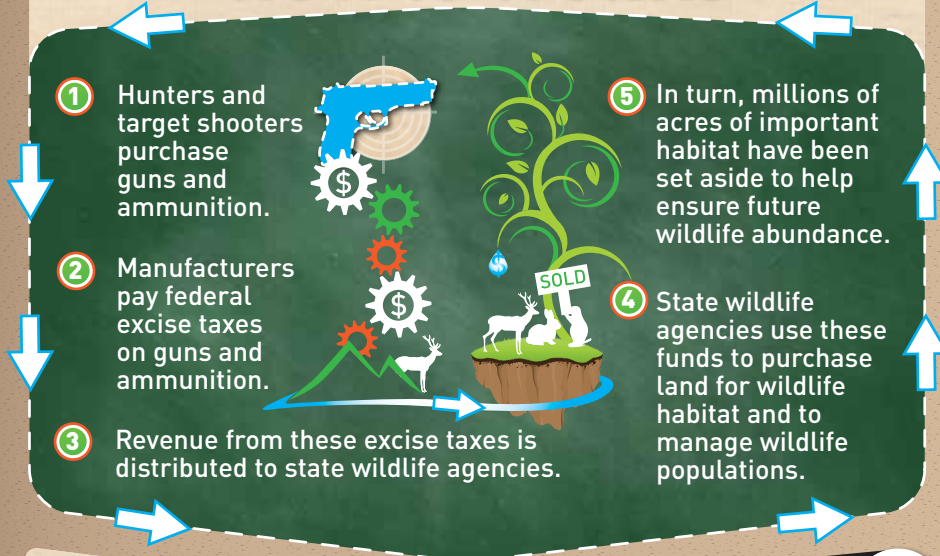 1
Hunters and
target shooters
purchase
guns and
ammunition.
$
2
Manufacturers
pay federal
excise taxes
on guns and
ammunition.
$
3
Revenue from these excise taxes is
distributed to state wildlife agencies.
$
SOLD
4
State wildlife
agencies use these
funds to purchase
land for wildlife
habitat and to
manage wildlife
populations.
5
In turn, millions of
acres of important
habitat have been
set aside to help
ensure future
wildlife abundance.